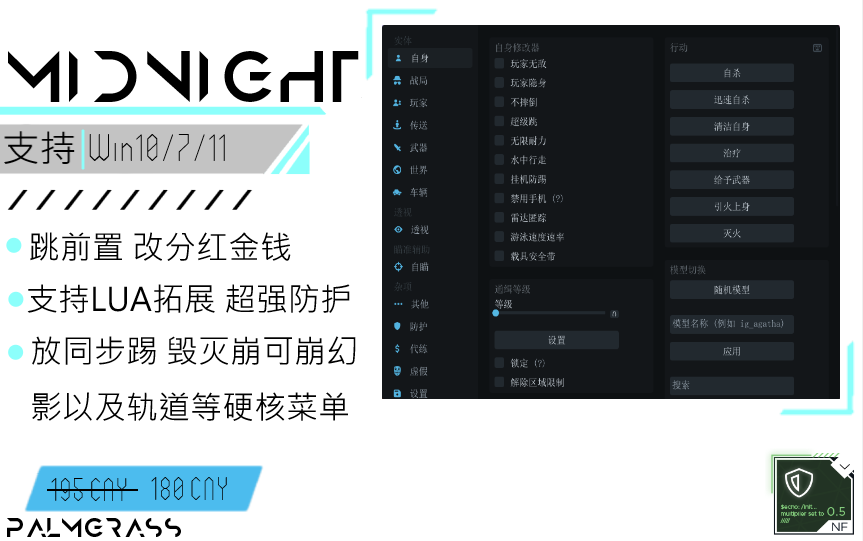 MIDNIGHT
支持 Win10/7/11
跳前置 改分红金钱
支持LUA拓展 超强防护
放同步踢 毁灭崩可崩幻
影以及轨道等硬核菜单
195 CNY 180 CNY
PALMGRASS
实体
自身
战局
玩家
传送
武器
世界
车辆
透视
透视
瞄准辅助
自瞄
杂项
其他
防护
代练
虚假
设置
自身修改器
玩家无敌
玩家隐身
不摔倒
超级跳
无限耐力
水中行走
挂机防踢
禁用手机 (?)
雷达匿踪
游泳速度速率
载具安全带
通缉等级
等级
0
设置
锁定 (?)
解除区域限制
行动
自杀
迅速自杀
清洁自身
治疗
给予武器
引火上身
灭火
模型切换
随机模型
模型名称 (例如 ig_agatha)
应用
搜索
$echo: /init...
multiplier set to 0.5
/////
NF